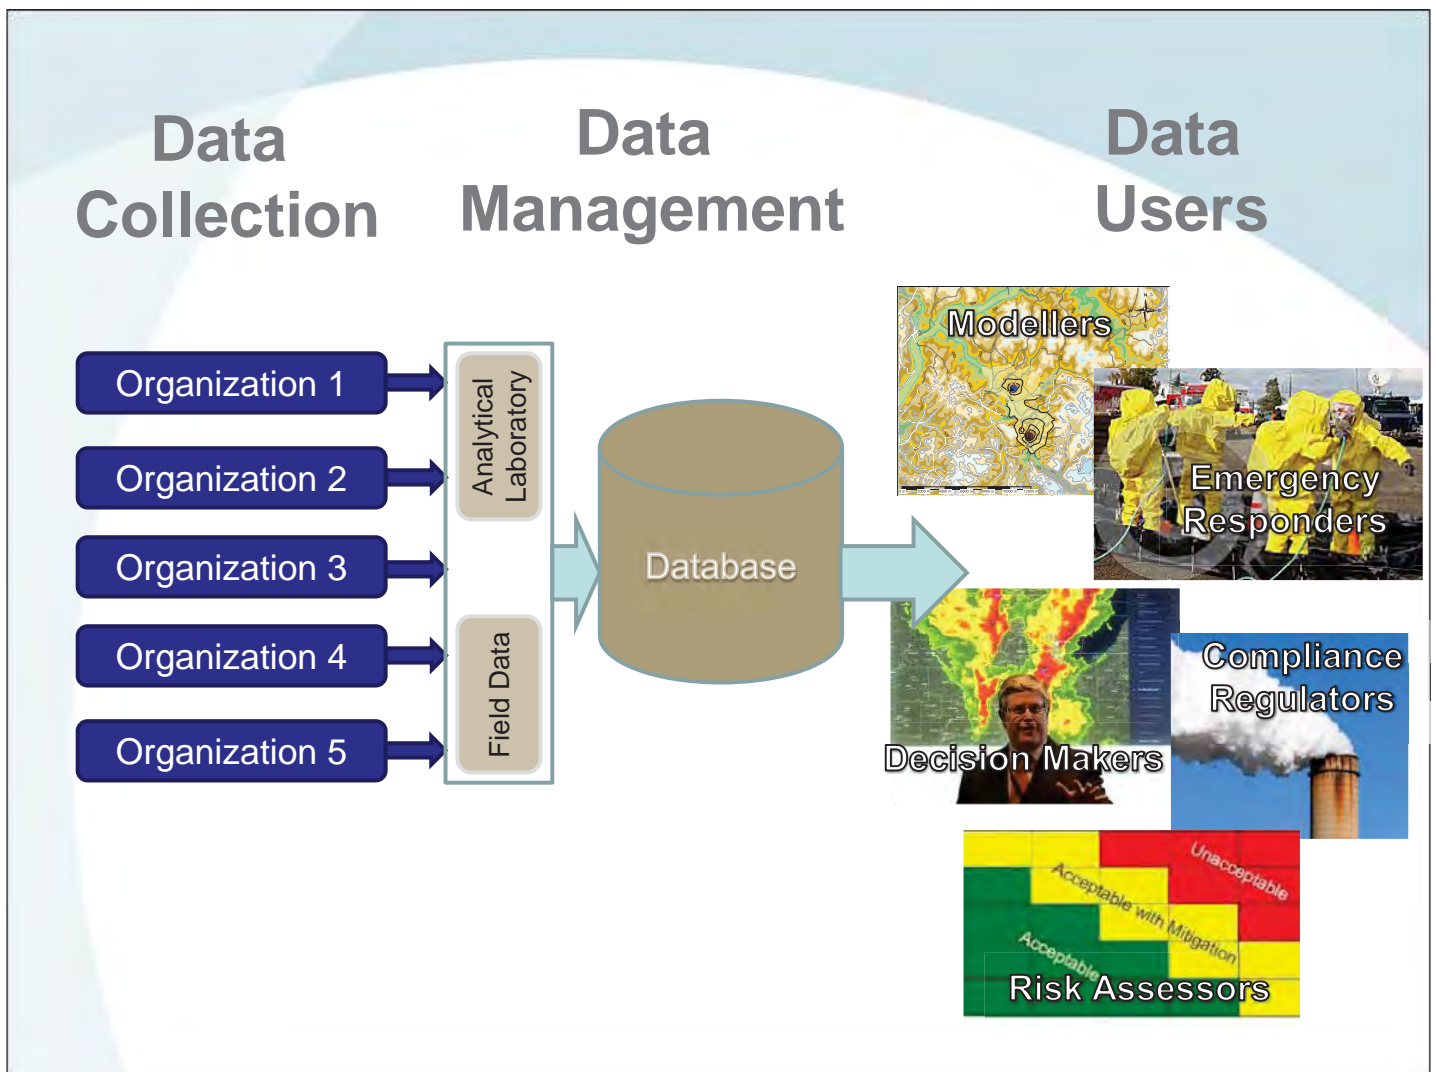 Data
Collection
Data
Management
Data
Users
Organization 1
Organization 2
Organization 3
Organization 4
Organization 5
Analytical
Laboratory
Field Data
Database
Modellers
Emergency
Responders
Decision Makers
Compliance
Regulators
Unacceptable
Acceptable with Mitigation
Acceptable
Risk Assessors